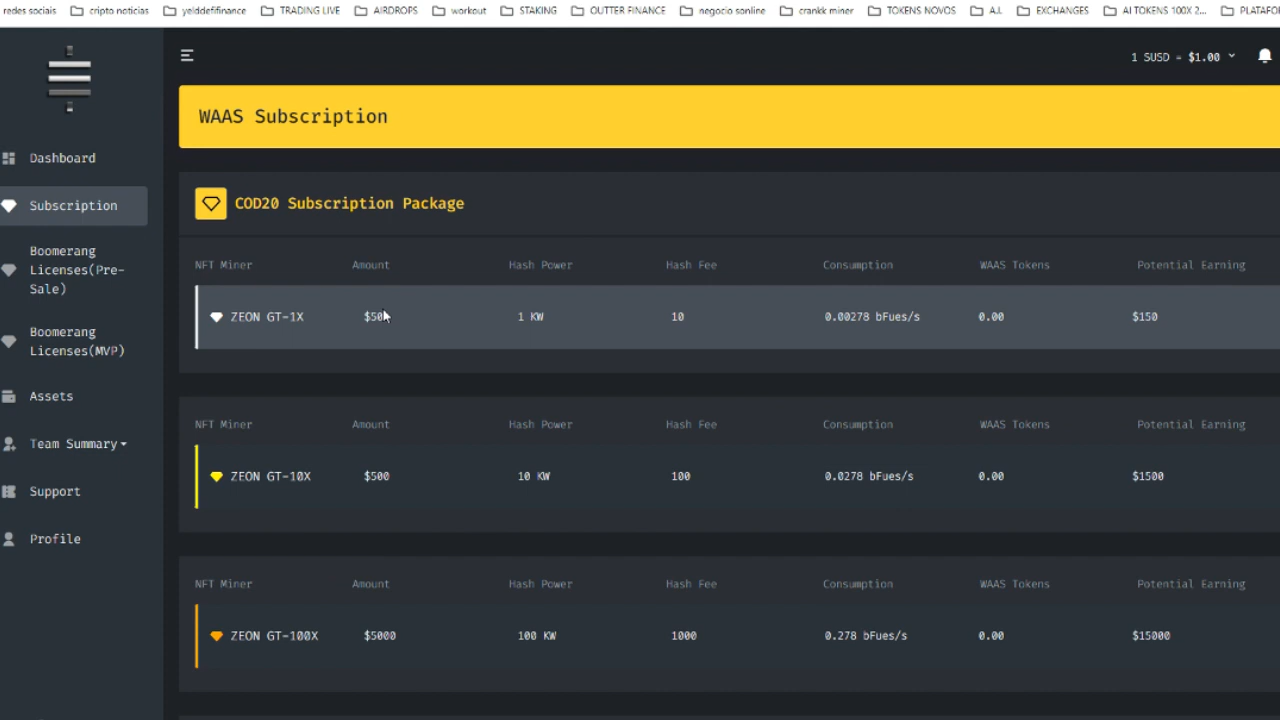 redes sociais cripto noticias yelddeffifinance TRADING LIVE AIRDROPS workout STAKING OUTTER FINANCE negocio sonline crankk miner TOKENS NOVOS A.I. EXCHANGES AI TOKENS 100X 2... PLATAFOR
1 SUSD = $1.00
WAAS Subscription
Dashboard
Subscription
Boomerang
Licenses(Pre-
Sale)
Boomerang
Licenses(MVP)
Assets
Team Summary
Support
Profile
COD20 Subscription Package
NFT Miner Amount Hash Power Hash Fee Consumption WAAS Tokens Potential Earning
ZEON GT-1X $50 1 KW 10 0.00278 bFues/s 0.00 $150
NFT Miner Amount Hash Power Hash Fee Consumption WAAS Tokens Potential Earning
ZEON GT-10X $500 10 KW 100 0.0278 bFues/s 0.00 $1500
NFT Miner Amount Hash Power Hash Fee Consumption WAAS Tokens Potential Earning
ZEON GT-100X $5000 100 KW 1000 0.278 bFues/s 0.00 $15000